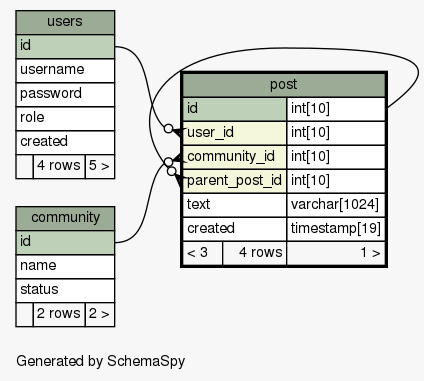 users
id
username
password
role
created
4 rows 5 >
post
id int[10]
user_id int[10]
community_id int[10]
parent_post_id int[10]
text varchar[1024]
created timestamp[19]
< 3 4 rows 1 >
community
id
name
status
2 rows 2 >
Generated by SchemaSpy